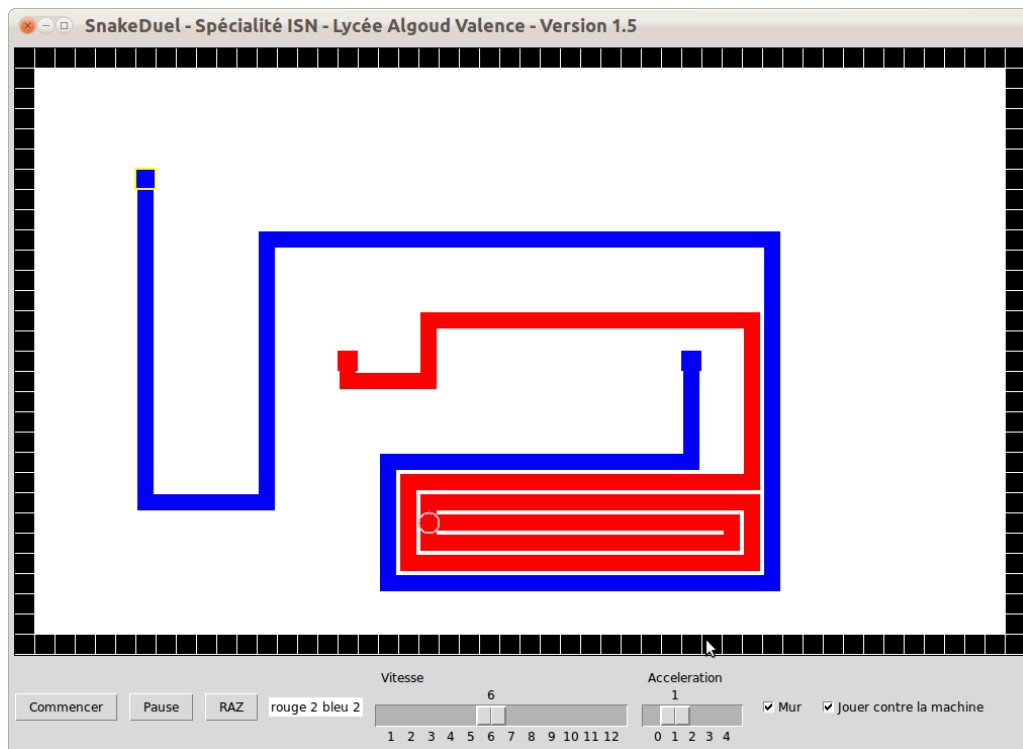 SnakeDuel - Spécialité ISN - Lycée Algoud Valence - Version 1.5
Vitesse
Acceleration
6
1
Commencer
Pause
RAZ
rouge 2 bleu 2
Mur
Jouer contre la machine
1 2 3 4 5 6 7 8 9 10 11 12
0 1 2 3 4